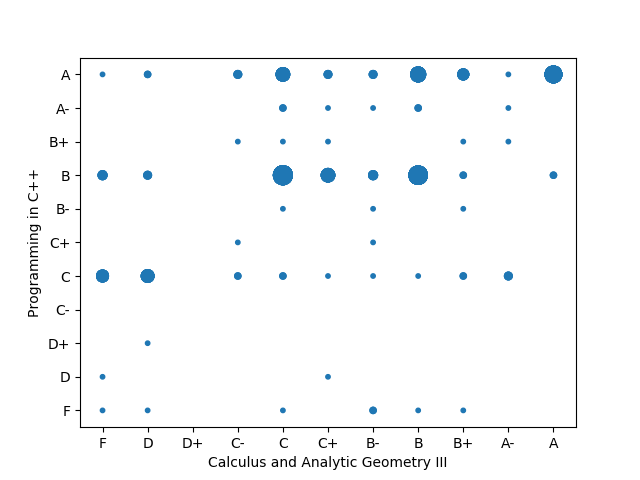 Programming in C++
A
A-
B+
B
B-
C+
C
C-
D+
D
F
F D D+ C- C C+ B- B B+ A- A
Calculus and Analytic Geometry III